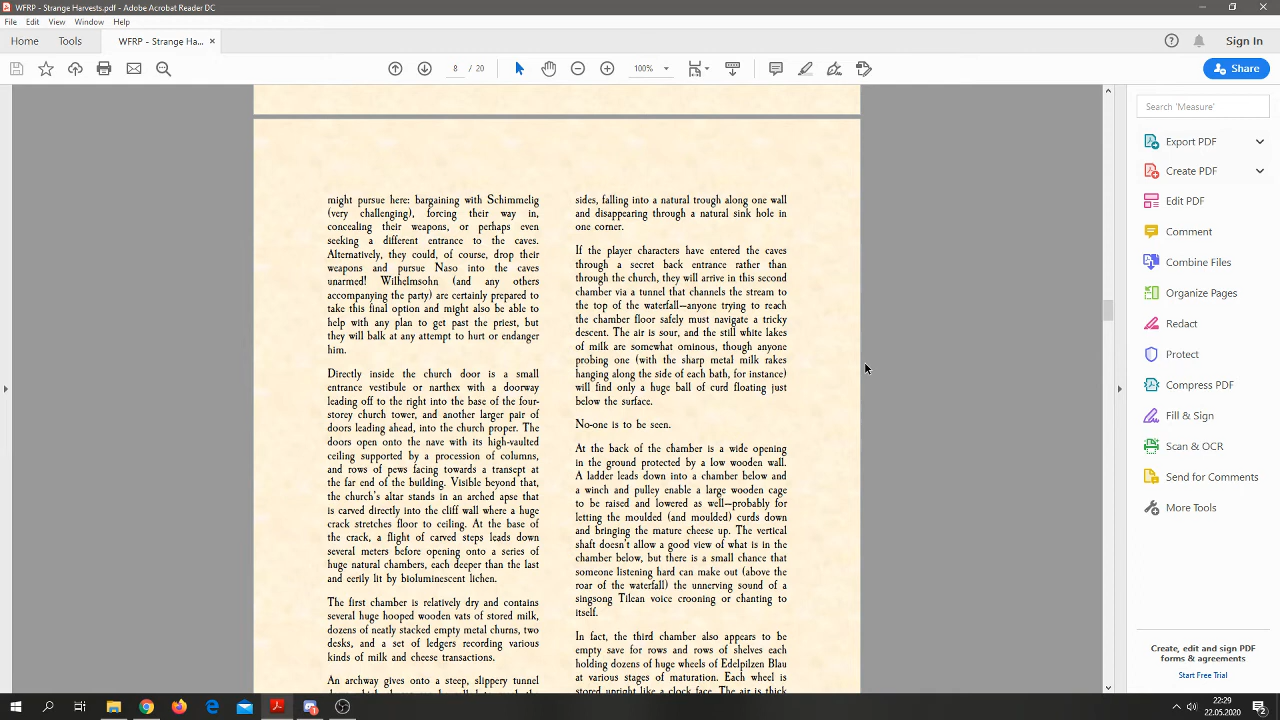 WFRP - Strange Harvests.pdf - Adobe Acrobat Reader DC
File Edit View Window Help
Home Tools WFRP - Strange Ha... × Sign In
8 / 20 100% Share
might pursue here: bargaining with Schimmelig
(very challenging), forcing their way in,
concealing their weapons, or perhaps even
seeking a different entrance to the caves.
Alternatively, they could, of course, drop their
weapons and pursue Naso into the caves
unarmed! Wilhelmsohn (and any others
accompanying the party) are certainly prepared to
take this final option and might also be able to
help with any plan to get past the priest, but
they will balk at any attempt to hurt or endanger
him.
Directly inside the church door is a small
entrance vestibule or narthex with a doorway
leading off to the right into the base of the four-
storey church tower, and another larger pair of
doors leading ahead, into the church proper. The
doors open onto the nave with its high-vaulted
ceiling supported by a procession of columns,
and rows of pews facing towards a transept at
the far end of the building. Visible beyond that,
the church's altar stands in an arched apse that
is carved directly into the cliff wall where a huge
crack stretches floor to ceiling. At the base of
the crack, a flight of carved steps leads down
several meters before opening onto a series of
huge natural chambers, each deeper than the last
and eerily lit by bioluminescent lichen.
The first chamber is relatively dry and contains
several huge hooped wooden vats of stored milk,
dozens of neatly stacked empty metal churns, two
desks, and a set of ledgers recording various
kinds of milk and cheese transactions.
An archway gives onto a steep, slippery tunnel
sides, falling into a natural trough along one wall
and disappearing through a natural sink hole in
one corner.
If the player characters have entered the caves
through a secret back entrance rather than
through the church, they will arrive in this second
chamber via a tunnel that channels the stream to
the top of the waterfall—anyone trying to reach
the chamber floor safely must navigate a tricky
descent. The air is sour, and the still white lakes
of milk are somewhat ominous, though anyone
probing one (with the sharp metal milk rakes
hanging along the side of each bath, for instance)
will find only a huge ball of curd floating just
below the surface.
No-one is to be seen.
At the back of the chamber is a wide opening
in the ground protected by a low wooden wall.
A ladder leads down into a chamber below and
a winch and pulley enable a large wooden cage
to be raised and lowered as well—probably for
letting the moulded (and moulded) curds down
and bringing the mature cheese up. The vertical
shaft doesn't allow a good view of what is in the
chamber below, but there is a small chance that
someone listening hard can make out (above the
roar of the waterfall) the unnerving sound of a
singsong Tilean voice crooning or chanting to
itself.
In fact, the third chamber also appears to be
empty save for rows and rows of shelves each
holding dozens of huge wheels of Edelpilzen Blau
at various stages of maturation. Each wheel is
stored upright like a clock face. The air is thick
Search 'Measure'
Export PDF
Create PDF
Edit PDF
Comment
Combine Files
Organize Pages
Redact
Protect
Compress PDF
Fill & Sign
Scan & OCR
Send for Comments
More Tools
Create, edit and sign PDF
forms & agreements
Start Free Trial
22:29
22.05.2020